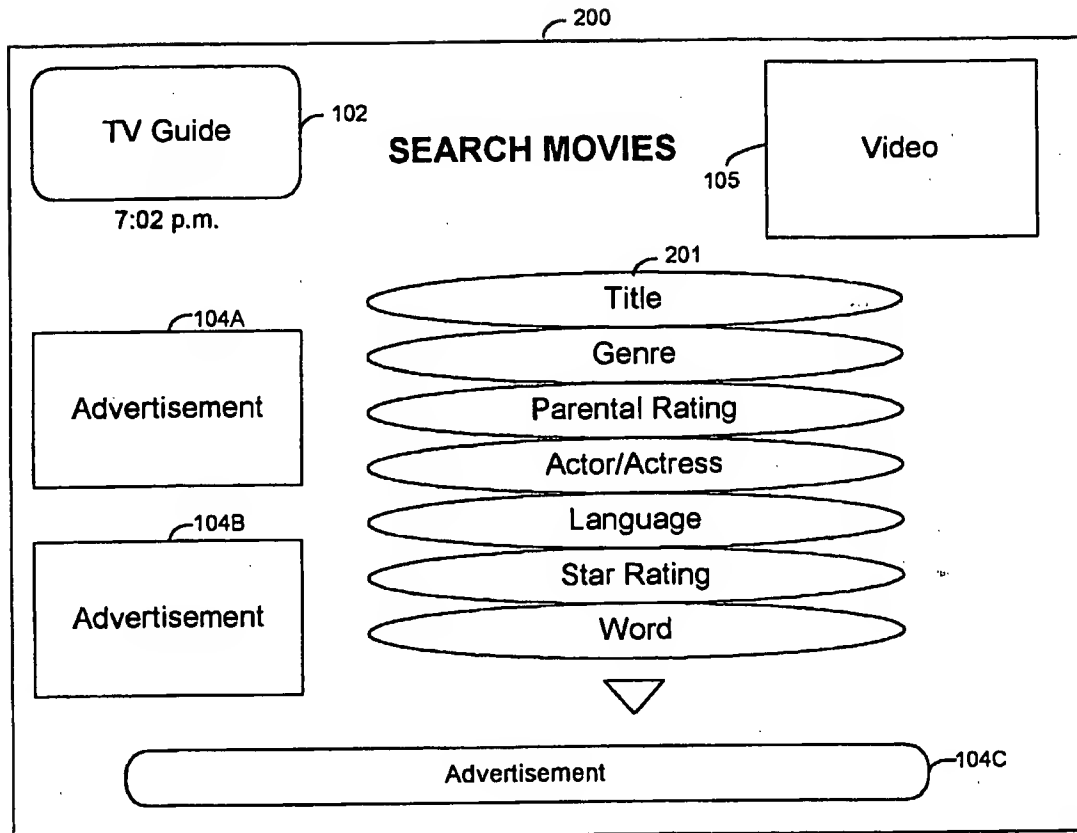 200
TV Guide
102
SEARCH MOVIES
Video
105
7:02 p.m.
201
Title
104A
Genre
Advertisement
Parental Rating
Actor/Actress
104B
Language
Advertisement
Star Rating
Word
Advertisement
104C